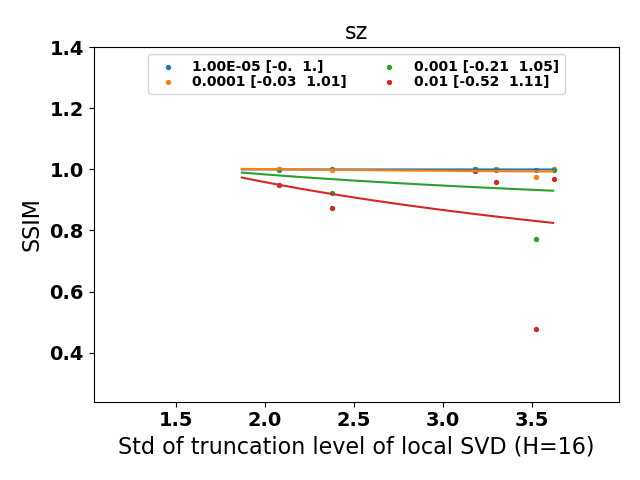 sz
1.00E-05 [-0.  1.]
0.0001 [-0.03  1.01]
0.001 [-0.21  1.05]
0.01 [-0.52  1.11]
1.4
1.2
1.0
0.8
0.6
0.4
SSIM
1.5 2.0 2.5 3.0 3.5
Std of truncation level of local SVD (H=16)